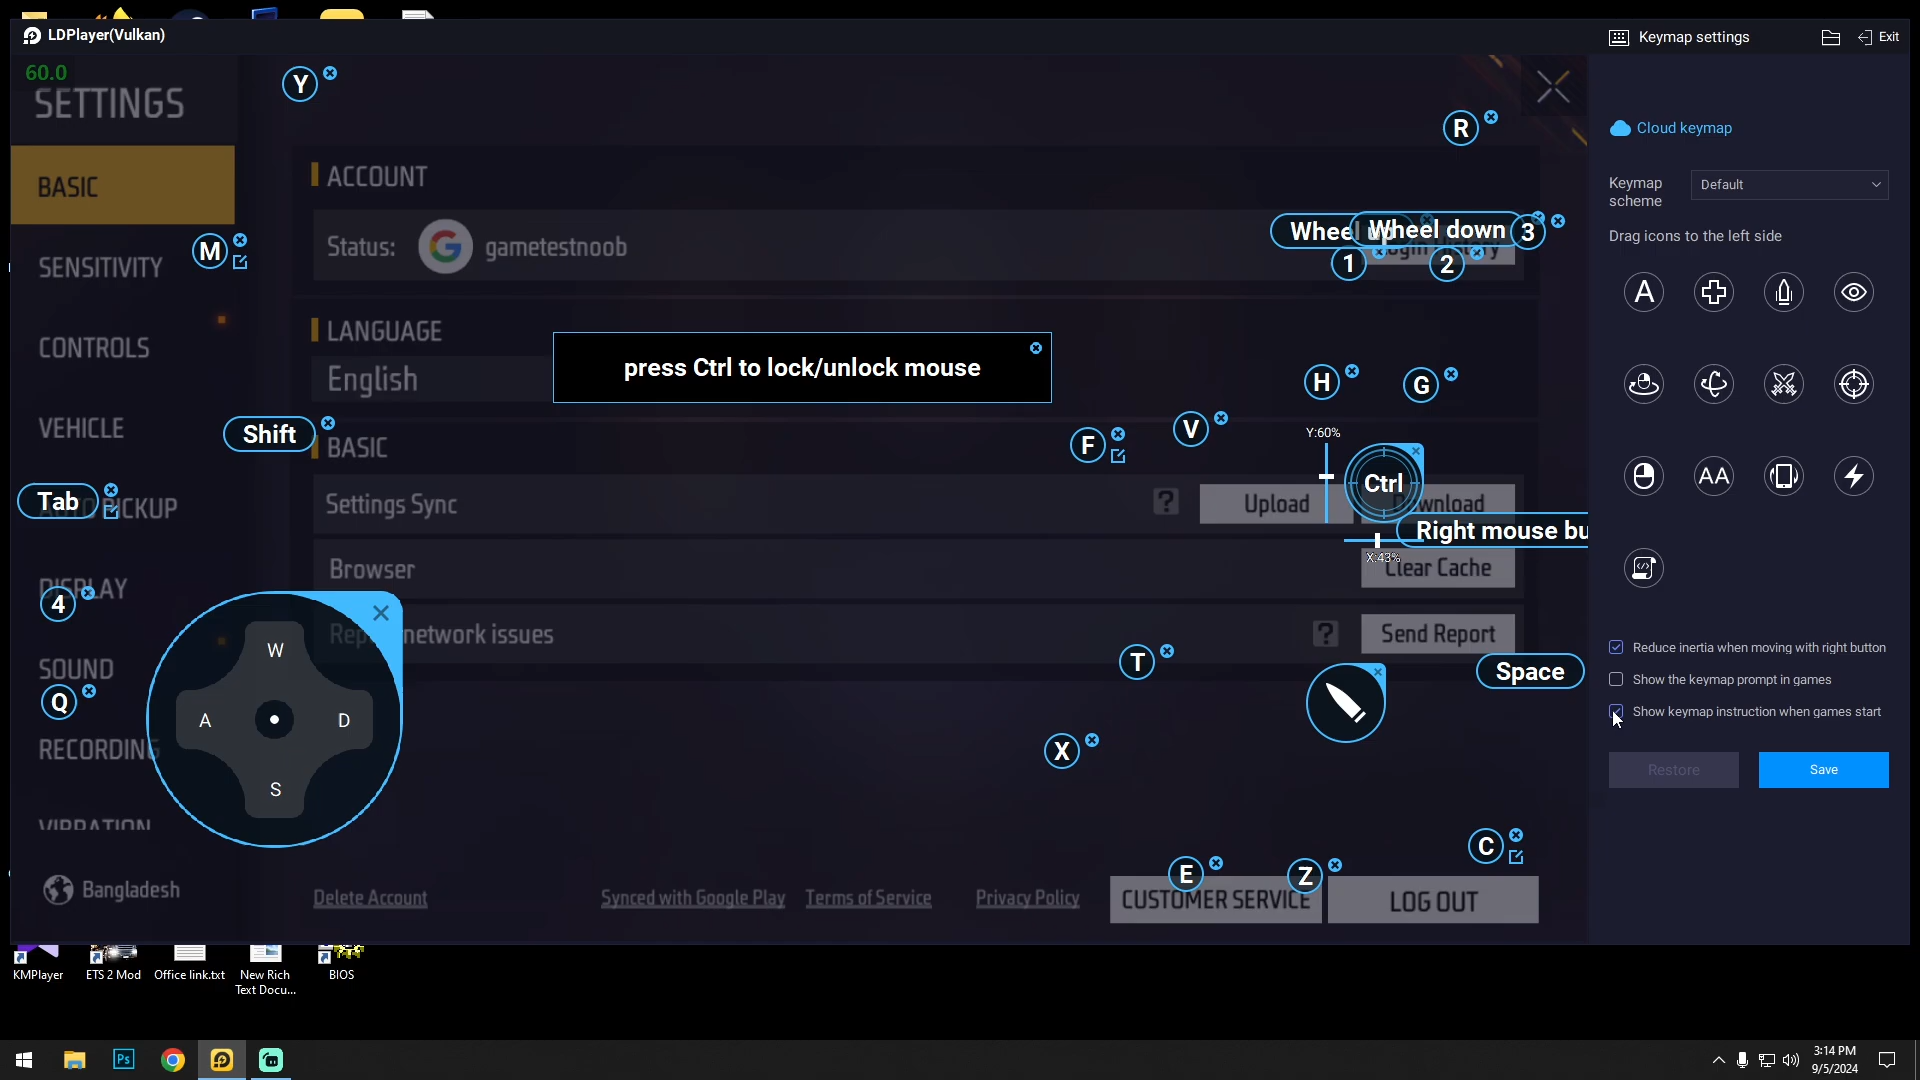 LDPlayer(Vulkan)
Keymap settings
Exit
60.0
SETTINGS
Y
R
BASIC
ACCOUNT
Status:
gametestnoob
Wheel down
3
1
2
M
SENSITIVITY
CONTROLS
LANGUAGE
English
press Ctrl to lock/unlock mouse
H
G
VEHICLE
Shift
BASIC
F
V
Y:60%
Ctrl
Tab
Settings Sync
?
Upload
Right mouse bu
X:43%
Browser
Clear Cache
DISPLAY
4
network issues
?
Send Report
W
A
D
S
SOUND
Q
T
Space
RECORDING
X
VIBRATION
C
E
Z
Bangladesh
Delete Account
Synced with Google Play
Terms of Service
Privacy Policy
CUSTOMER SERVICE
LOG OUT
Cloud keymap
Keymap
scheme
Default
Drag icons to the left side
A
AA
Reduce inertia when moving with right button
Show the keymap prompt in games
Show keymap instruction when games start
Restore
Save
KMPlayer
ETS 2 Mod
Office link.txt
New Rich
Text Docu...
BIOS
Ps
3:14 PM
9/5/2024